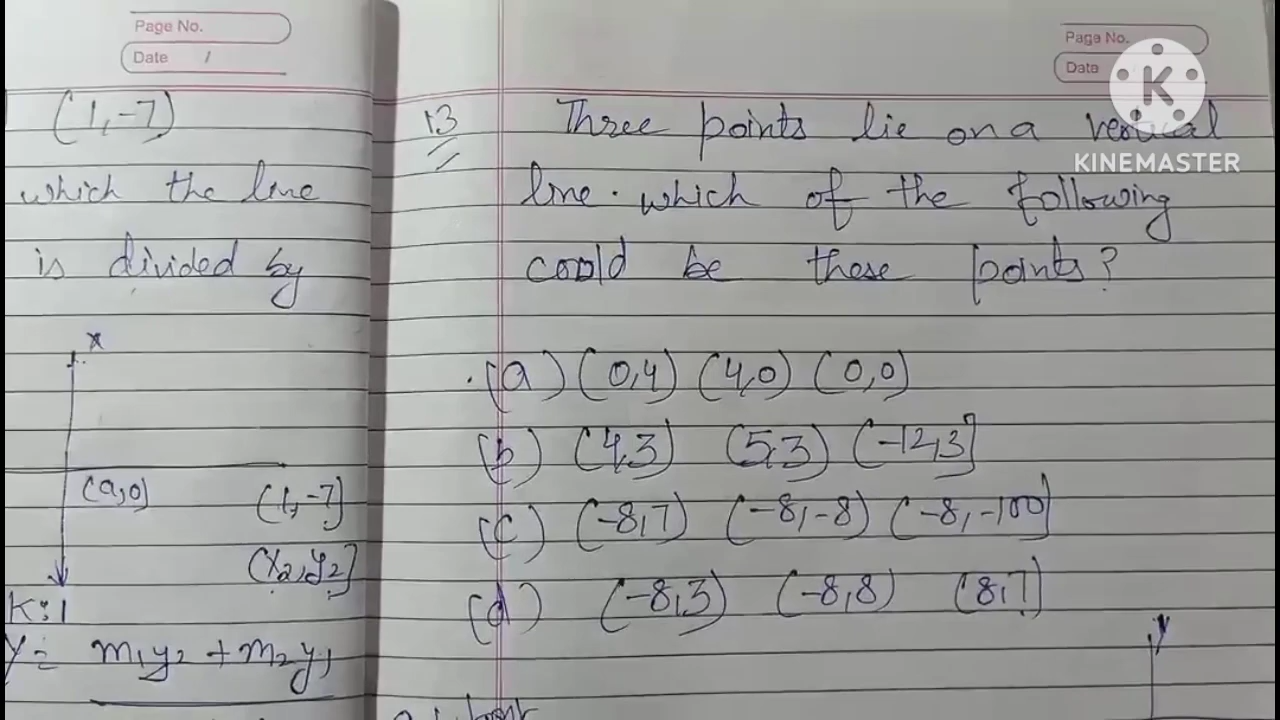 Page No.
Date /
(1,-7)
which the line
is divided by
x
(a,0) (1,-7]
(x2,y2]
K:1
y= m1y2 + m2y1
Page No.
Date
K
KINEMASTER
13 Three points lie on a vertical
line. which of the following
could be these points?
(a) (0,4) (4,0) (0,0)
(b) (4,3) (5,3) (-12,3]
(c) (-8,7) (-8,-8) (-8,-100]
(d) (-8,3) (-8,8) (8,7]
y